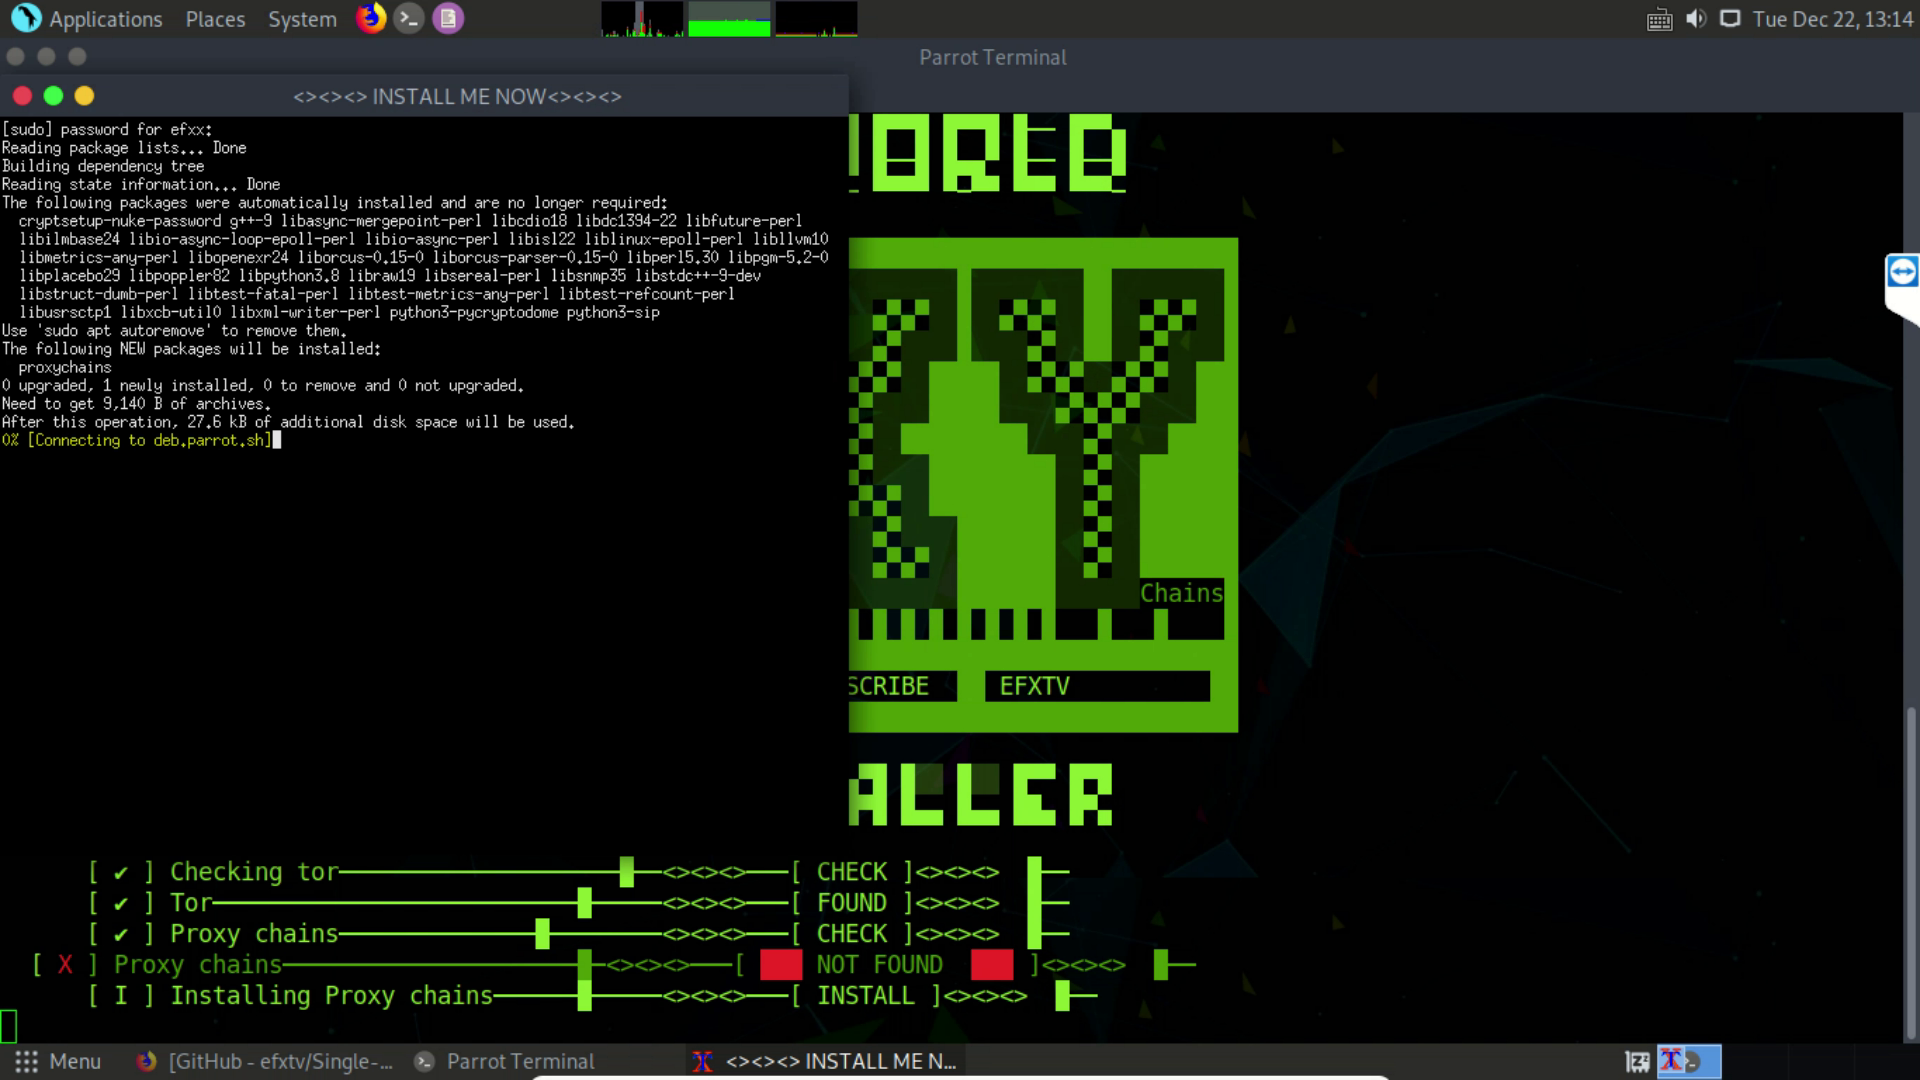 Applications Places System Tue Dec 22, 13:14
Parrot Terminal
<><><> INSTALL ME NOW<><><>
[sudo] password for efxx:
Reading package lists... Done
Building dependency tree
Reading state information... Done
The following packages were automatically installed and are no longer required:
cryptsetup-nuke-password g++-9 libasync-mergepoint-perl libcdio18 libdc1394-22 libfuture-perl
libilmbase24 libio-async-loop-epoll-perl libio-async-perl libisl22 liblinux-epoll-perl libllvm10
libmetrics-any-perl libopenexr24 liborcus-0.15-0 liborcus-parser-0.15-0 libperl5.30 libpgm-5.2-0
libplacebo29 libpoppler82 libpython3.8 libraw19 libsereal-perl libsnmp35 libstdc++-9-dev
libstruct-dumb-perl libtest-fatal-perl libtest-metrics-any-perl libtest-refcount-perl
libusrsctp1 libxcb-util0 libxml-writer-perl python3-pycryptodome python3-sip
Use 'sudo apt autoremove' to remove them.
The following NEW packages will be installed:
proxychains
0 upgraded, 1 newly installed, 0 to remove and 0 not upgraded.
Need to get 9,140 B of archives.
After this operation, 27.6 kB of additional disk space will be used.
0% [Connecting to deb.parrot.sh]
ORLD
Y
Chains
SCRIBE EFXTV
ALLER
[ ✔ ] Checking tor <><><> [ CHECK ]<><><>
[ ✔ ] Tor <><><> [ FOUND ]<><><>
[ ✔ ] Proxy chains <><><> [ CHECK ]<><><>
[ X ] Proxy chains <><><> [ NOT FOUND ]<><><>
[ I ] Installing Proxy chains <><><> [ INSTALL ]<><><>
Menu [GitHub - efxtv/Single-... Parrot Terminal <><><> INSTALL ME N...